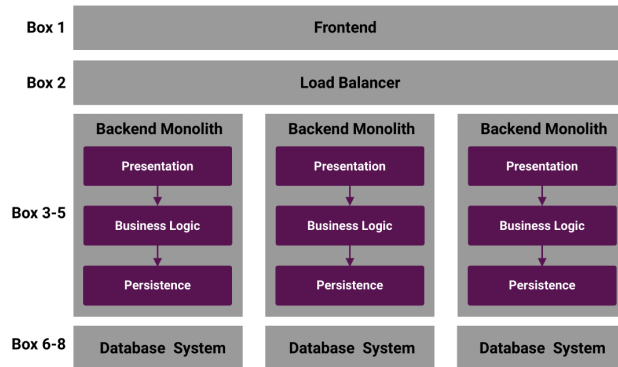 Box 1
Frontend
Box 2
Load Balancer
Box 3-5
Backend Monolith
Presentation
Business Logic
Persistence
Backend Monolith
Presentation
Business Logic
Persistence
Backend Monolith
Presentation
Business Logic
Persistence
Box 6-8
Database System
Database System
Database System